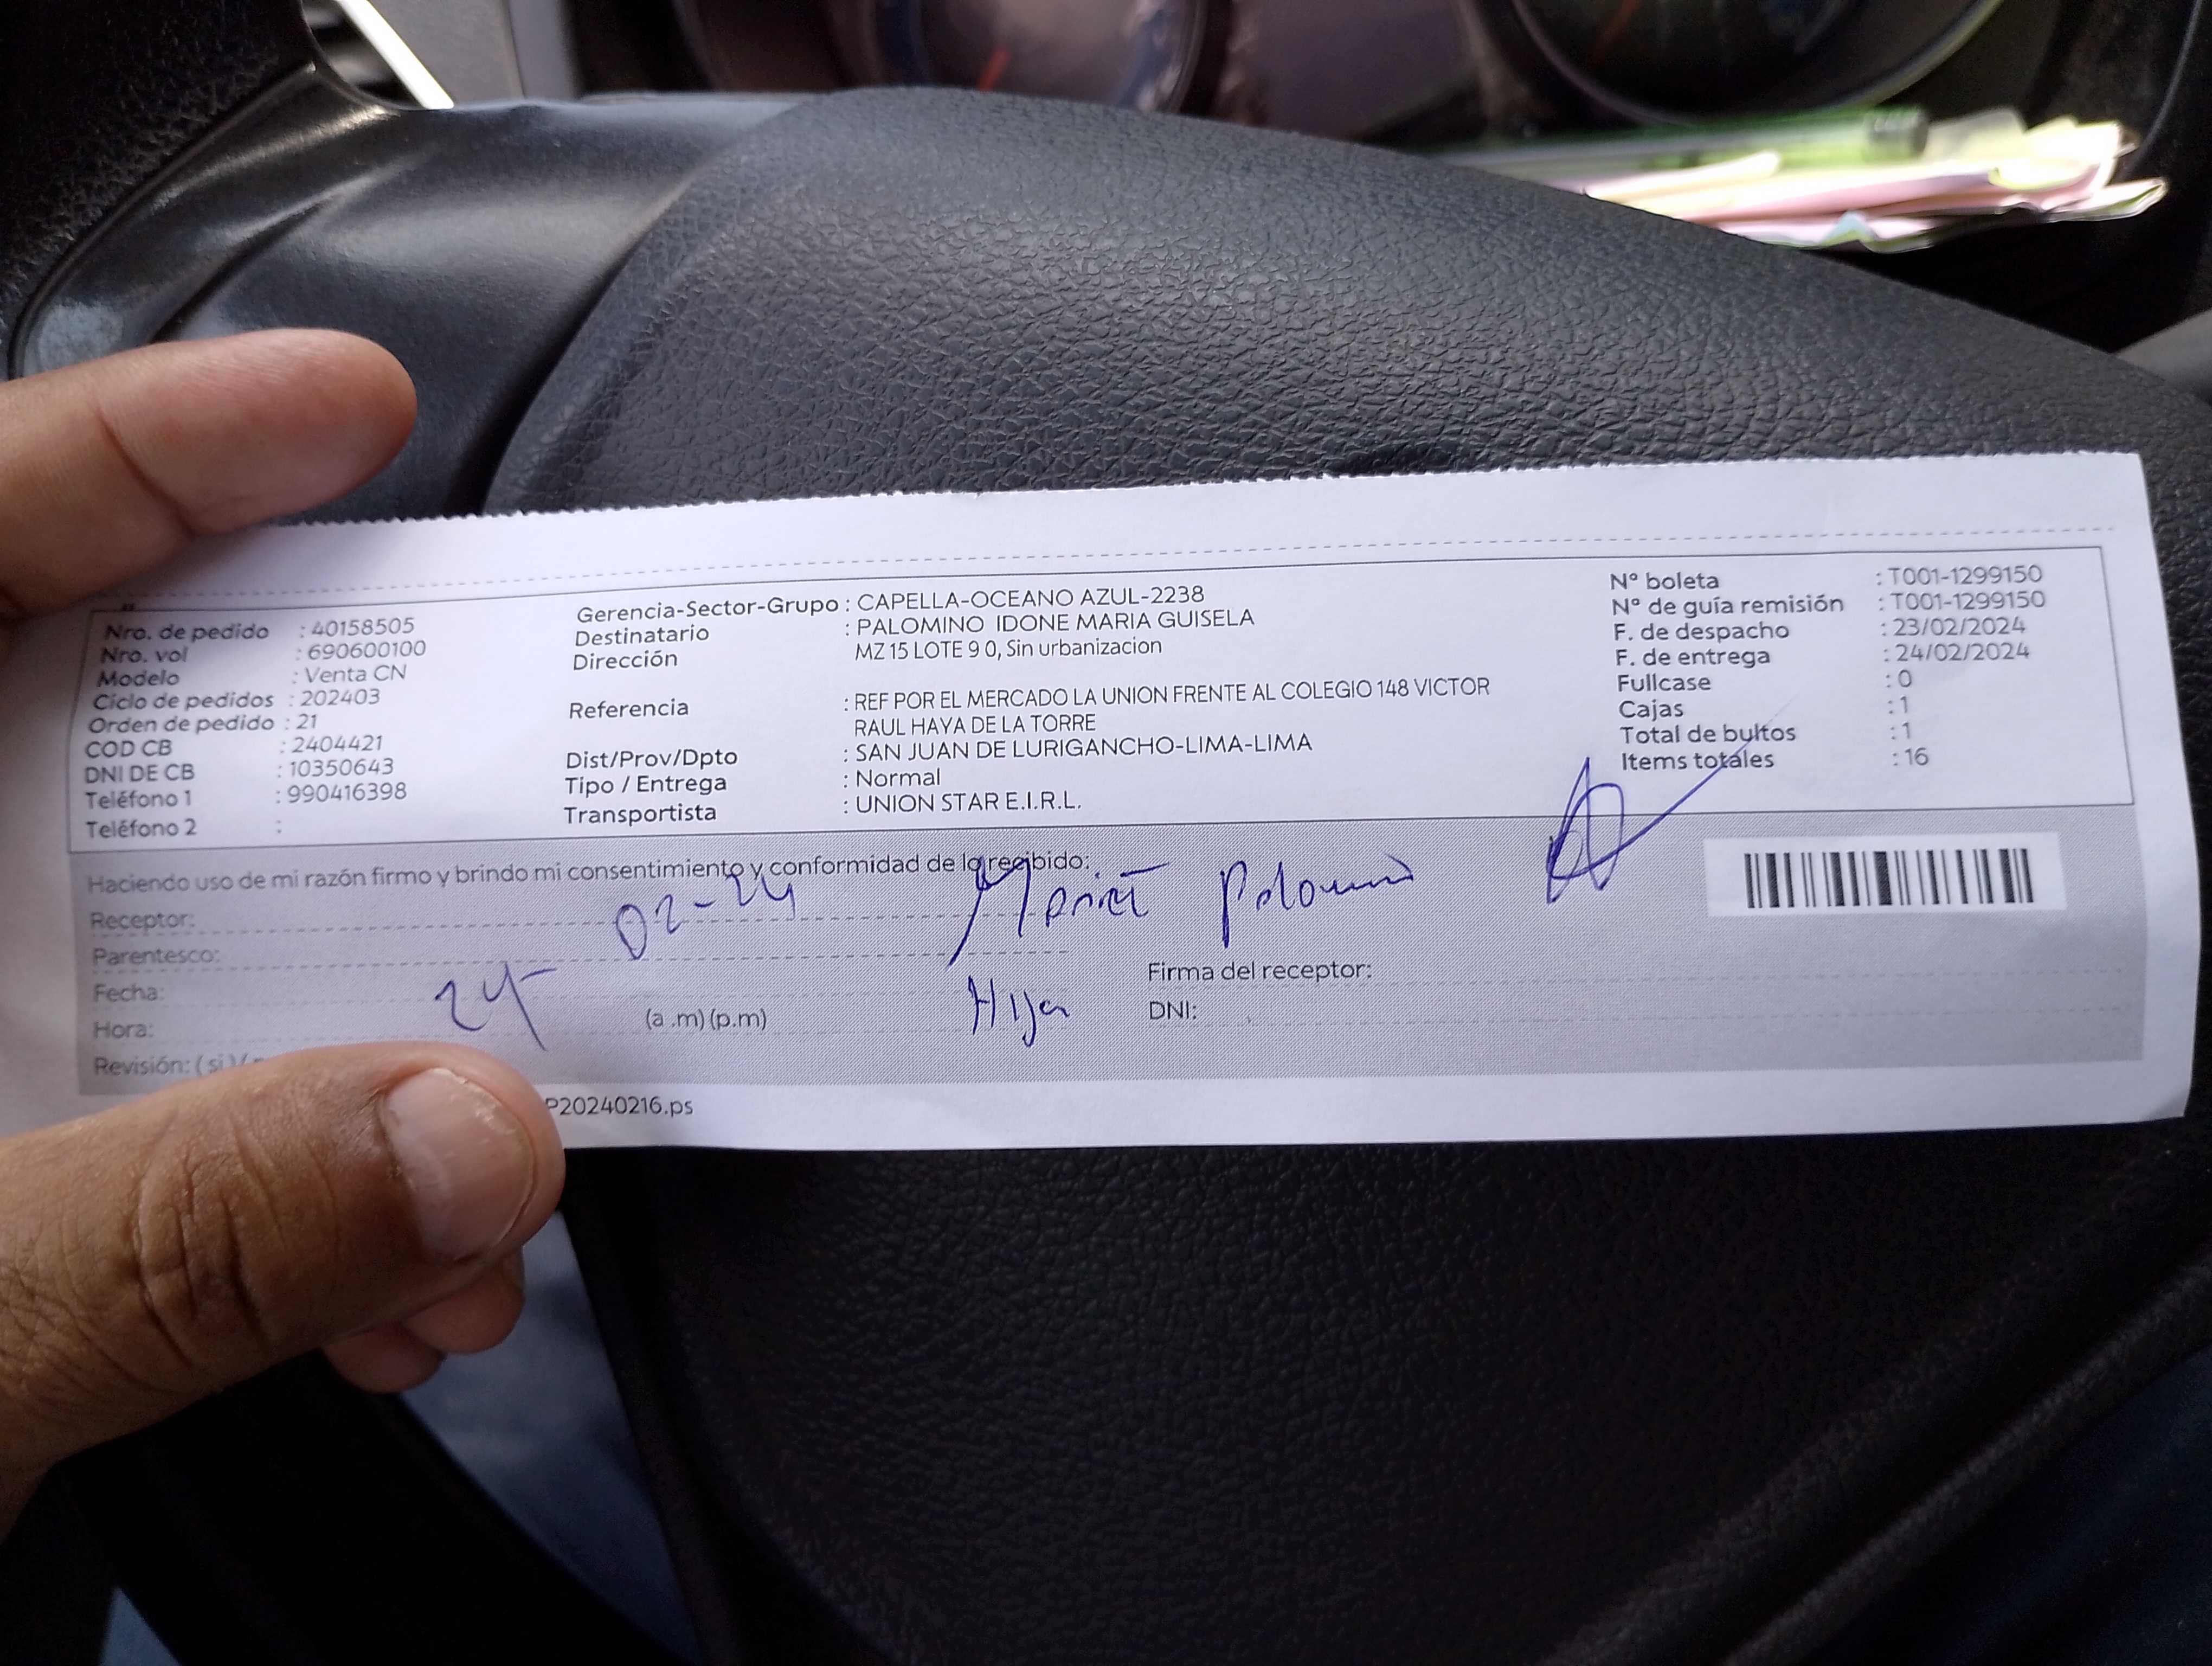 Nro. de pedido : 40158505
Nro. vol : 690600100
Modelo : Venta CN
Ciclo de pedidos : 202403
Orden de pedido : 21
COD CB : 2404421
DNI DE CB : 10350643
Teléfono 1 : 990416398
Teléfono 2 :
Gerencia-Sector-Grupo : CAPELLA-OCEANO AZUL-2238
Destinatario : PALOMINO IDONE MARIA GUISELA
Dirección MZ 15 LOTE 9 0, Sin urbanizacion
Referencia : REF POR EL MERCADO LA UNION FRENTE AL COLEGIO 148 VICTOR
RAUL HAYA DE LA TORRE
Dist/Prov/Dpto : SAN JUAN DE LURIGANCHO-LIMA-LIMA
Tipo / Entrega : Normal
Transportista : UNION STAR E.I.R.L.
Nº boleta : T001-1299150
Nº de guía remisión : T001-1299150
F. de despacho : 23/02/2024
F. de entrega : 24/02/2024
Fullcase : 0
Cajas : 1
Total de bultos : 1
Items totales : 16
Haciendo uso de mi razón firmo y brindo mi consentimiento y conformidad de lo recibido:
Receptor:
Parentesco:
Fecha:
Hora: (a .m) (p.m)
Revisión: ( si ) (
24- 02-24
Palomino
Hija
Firma del receptor:
DNI:
P20240216.ps